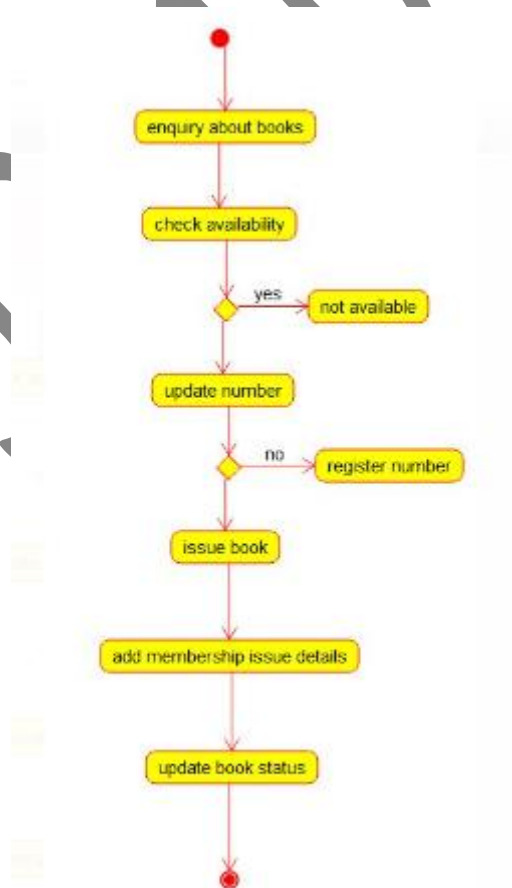 enquiry about books
check availability
yes
not available
update number
no
register number
issue book
add membership issue details
update book status